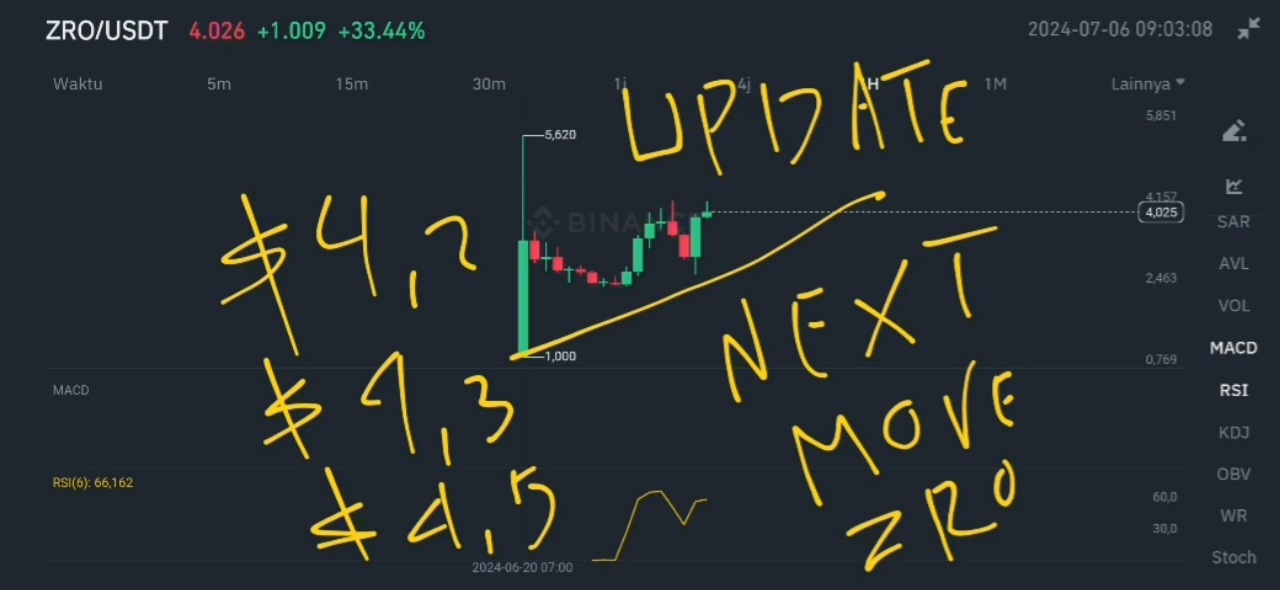 ZRO/USDT 4.026 +1.009 +33.44% 2024-07-06 09:03:08
Waktu 5m 15m 30m 1j 4j 1H 1M Lainnya
UPDATE
5,851
5,620
4,157
4,025
BINANCE
SAR
AVL
2,463
VOL
1,000
0,769
MACD
RSI
KDJ
OBV
WR
Stoch
$4,2
$4,3
$4,5
NEXT
MOVE
ZRO
MACD
RSI(6): 66,162
60,0
30,0
2024-06-20 07:00